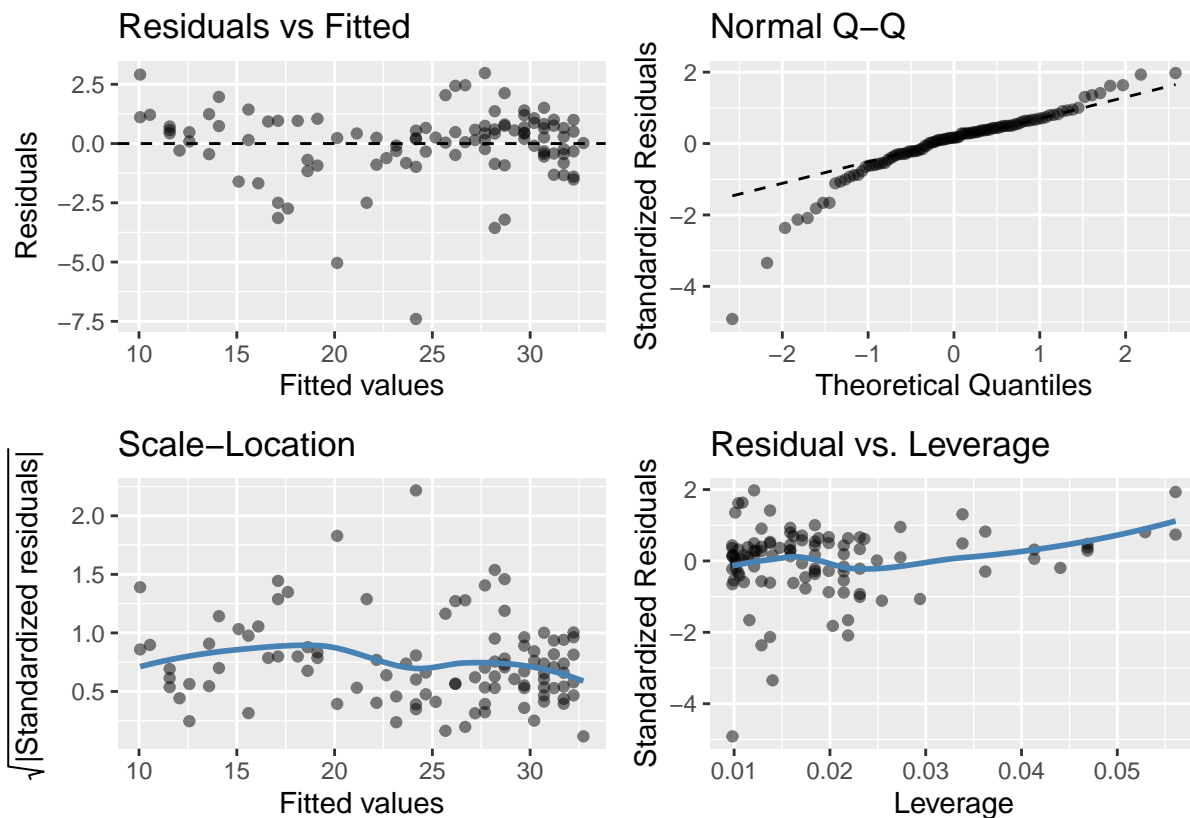 Residuals vs Fitted
Residuals
2.5
0.0
−2.5
−5.0
−7.5
10 15 20 25 30
Fitted values
Normal Q−Q
Standardized Residuals
2
0
−2
−4
−2 −1 0 1 2
Theoretical Quantiles
Scale−Location
√|Standardized residuals|
2.0
1.5
1.0
0.5
10 15 20 25 30
Fitted values
Residual vs. Leverage
Standardized Residuals
2
0
−2
−4
0.01 0.02 0.03 0.04 0.05
Leverage